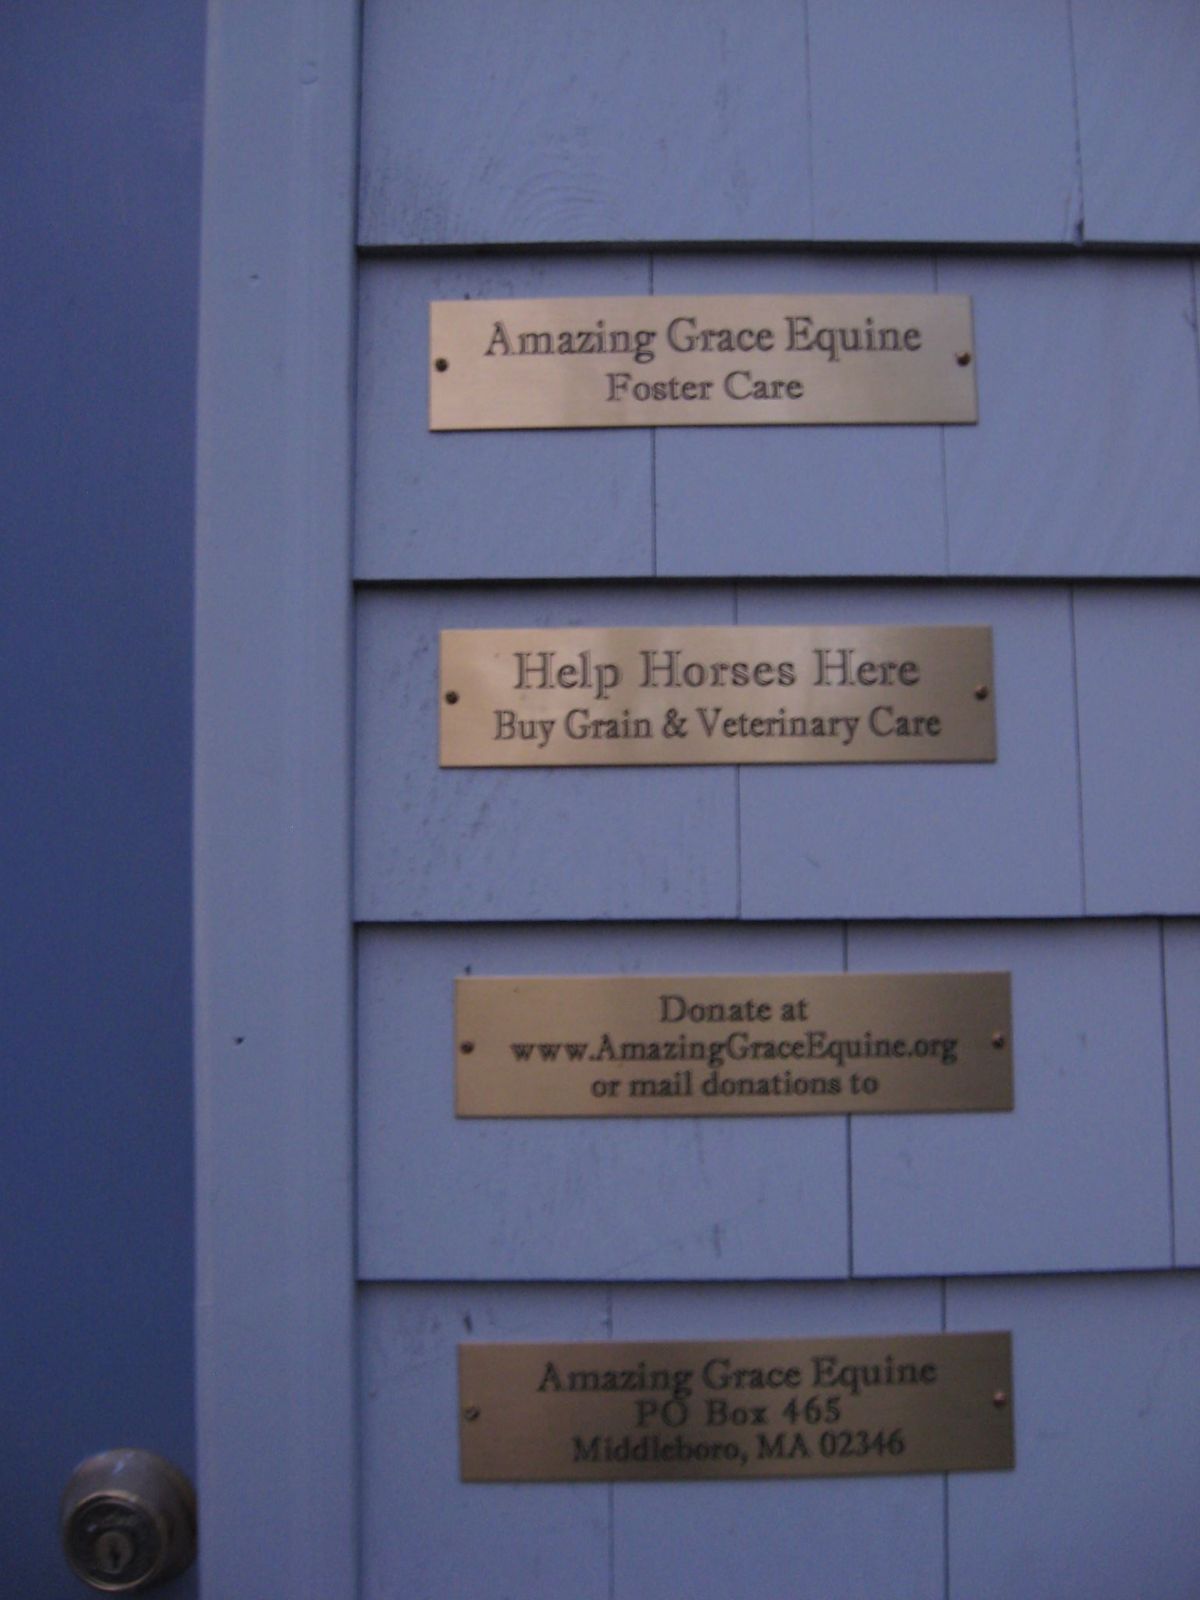 Amazing Grace Equine
Foster Care
Help Horses Here
Buy Grain & Veterinary Care
Donate at
www.AmazingGraceEquine.org
or mail donations to
Amazing Grace Equine
PO Box 465
Middleboro, MA 02346